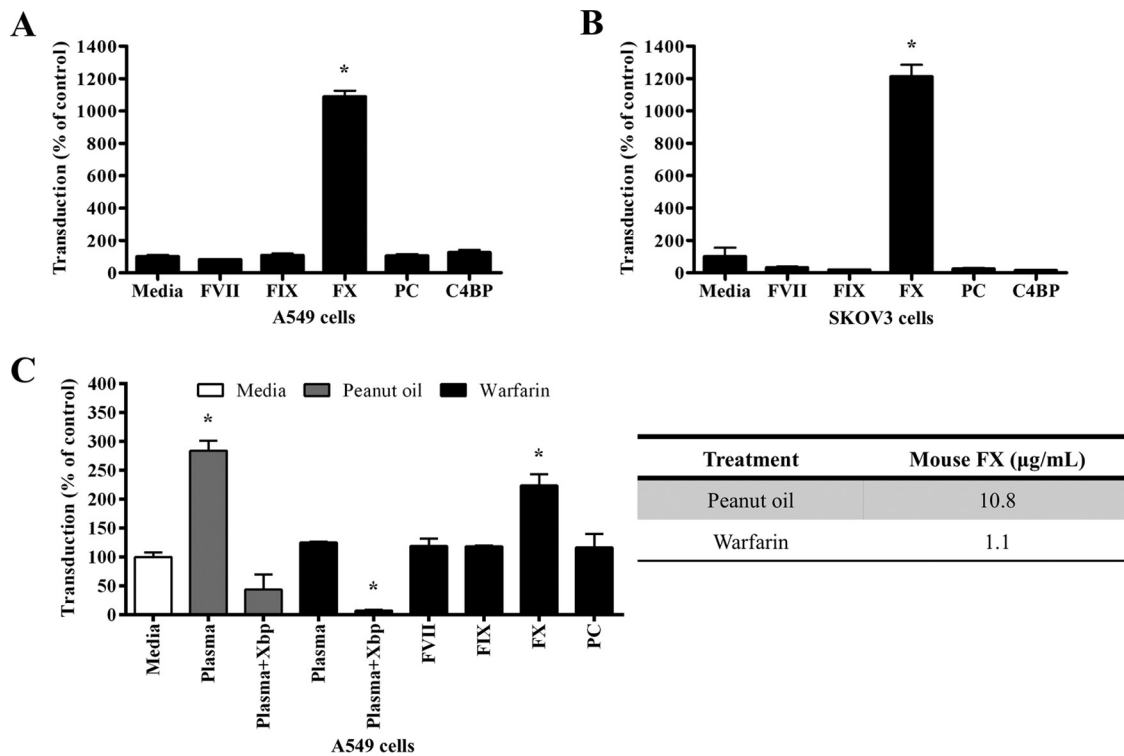 A
Transduction (% of control)
1400
1200
1000
800
600
400
200
0
*
Media FVII FIX FX PC C4BP
A549 cells
B
Transduction (% of control)
1400
1200
1000
800
600
400
200
0
*
Media FVII FIX FX PC C4BP
SKOV3 cells
C
Transduction (% of control)
400
350
300
250
200
150
100
50
0
Media Peanut oil Warfarin
*
*
*
Media Plasma Plasma+Xbp Plasma Plasma+Xbp FVII FIX FX PC
A549 cells
Treatment Mouse FX (μg/mL)
Peanut oil 10.8
Warfarin 1.1